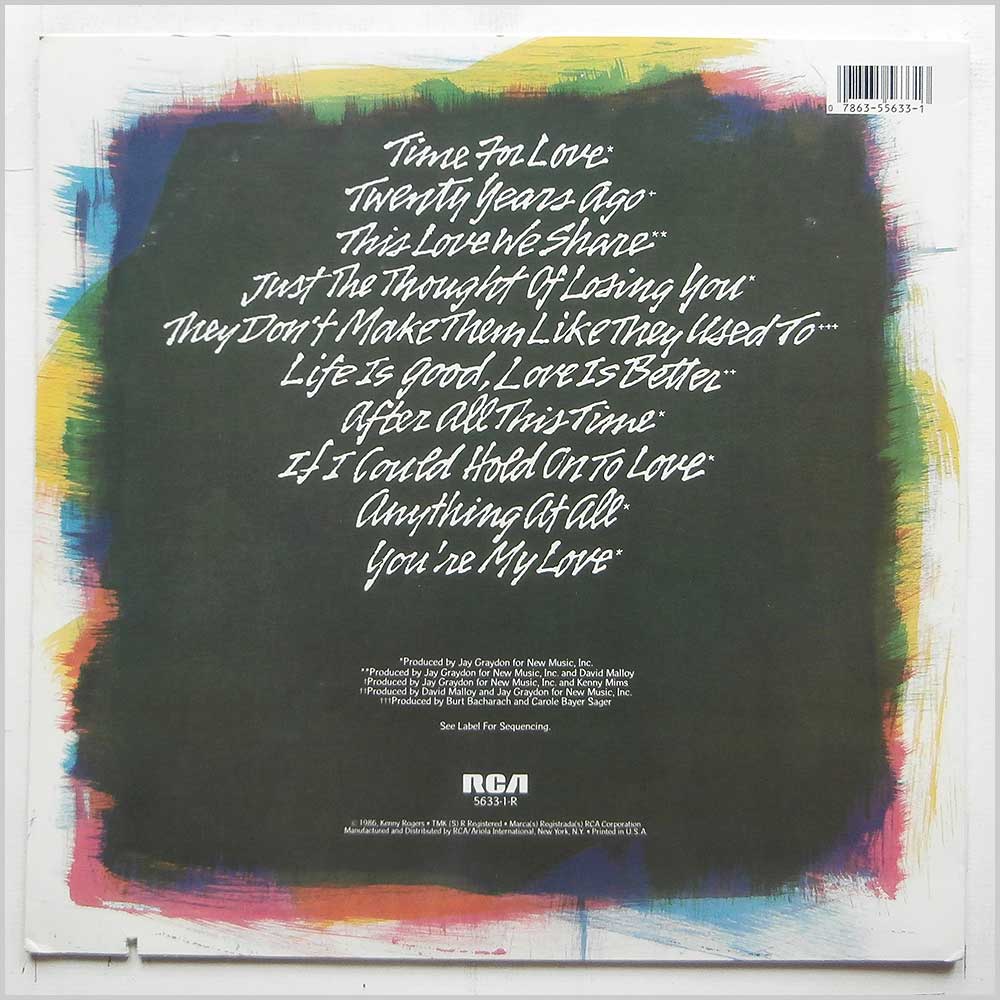 0 7863-55633-1
Time For Love*
Twenty Years Ago+
This Love We Share**
Just The Thought Of Losing You*
They Don't Make Them Like They Used To+++
Life Is Good, Love Is Better++
After All This Time*
If I Could Hold On To Love*
Anything At All*
You're My Love*
*Produced by Jay Graydon for New Music, Inc.
**Produced by Jay Graydon for New Music, Inc. and David Malloy
†Produced by Jay Graydon for New Music, Inc. and Kenny Mims
††Produced by David Malloy and Jay Graydon for New Music, Inc.
†††Produced by Burt Bacharach and Carole Bayer Sager
See Label For Sequencing.
RCA
5633-1-R
© 1986, Kenny Rogers • TMK (S) ® Registered • Marca(s) Registrada(s) RCA Corporation
Manufactured and Distributed by RCA/Ariola International, New York, N.Y. • Printed in U.S.A